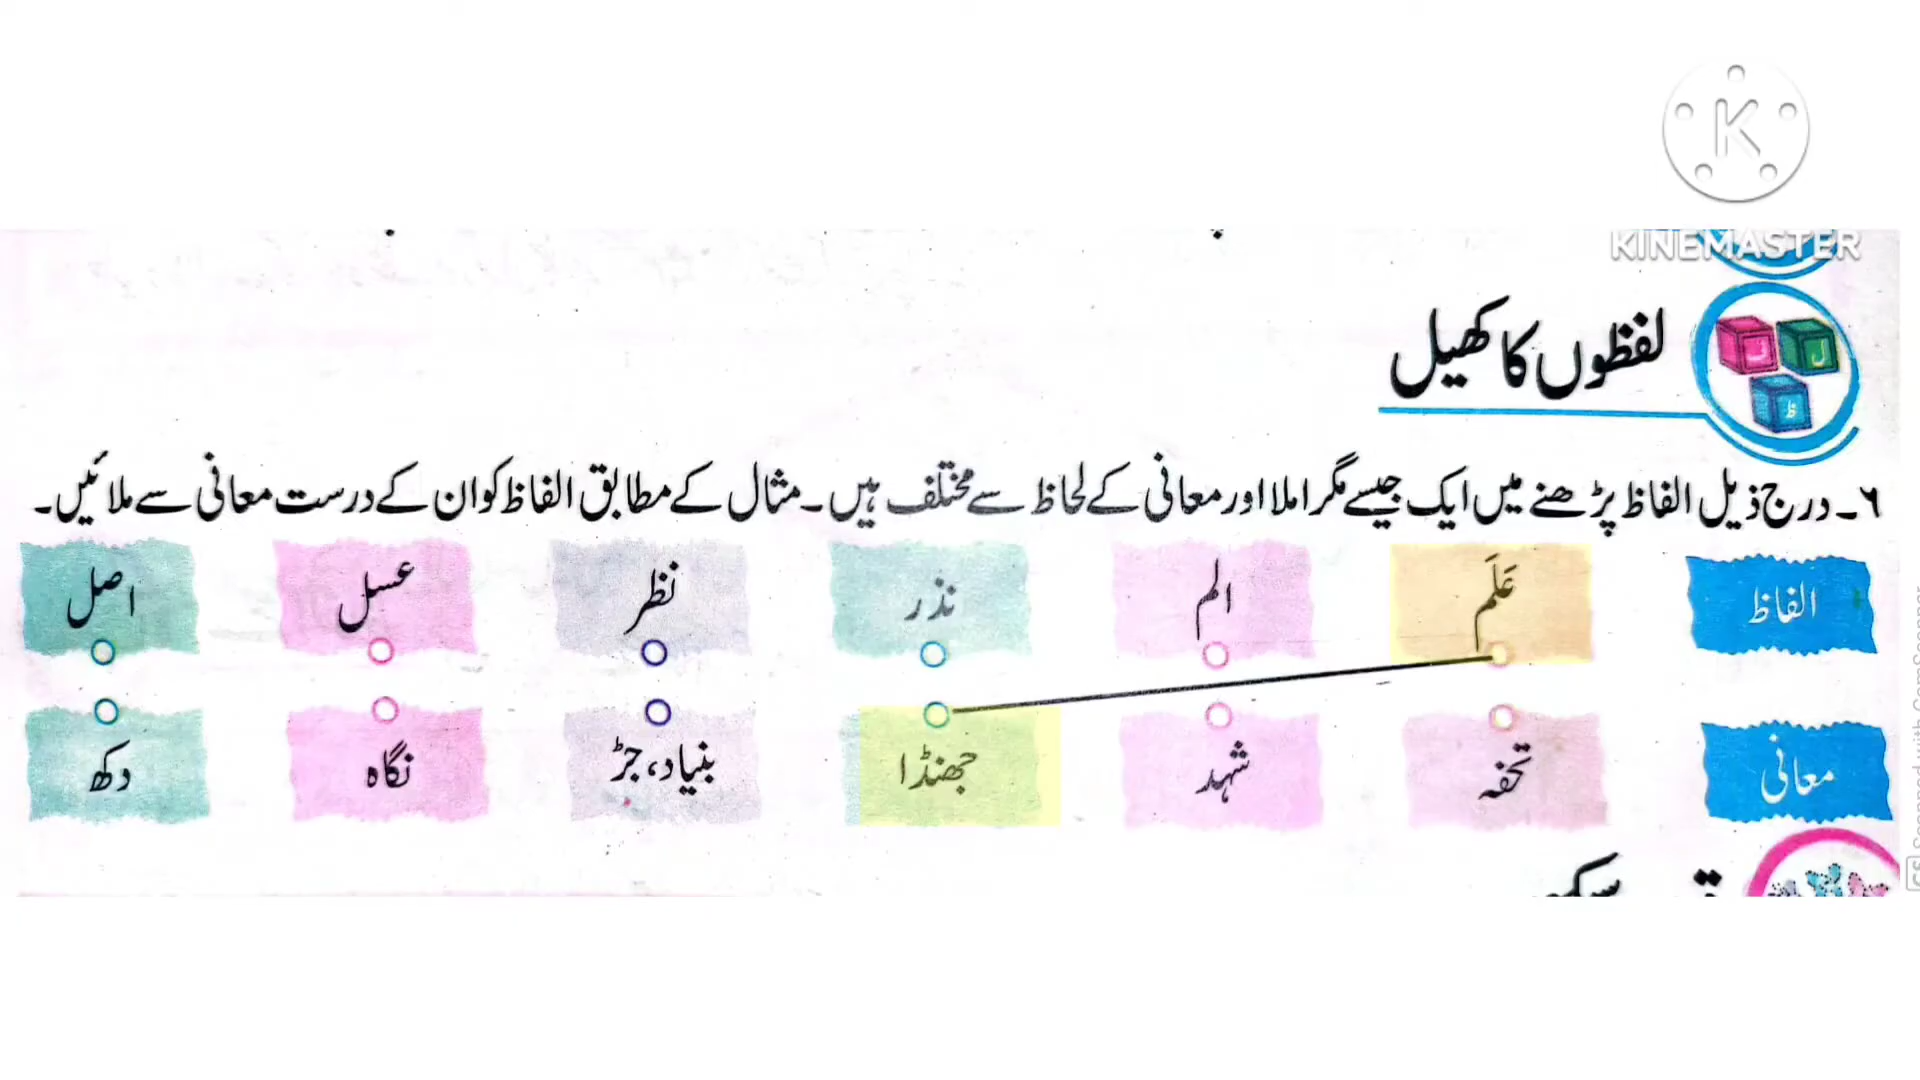 KINEMASTER
لفظوں کا کھیل
۶۔ درج ذیل الفاظ پڑھنے میں ایک جیسے مگر املا اور معانی کے لحاظ سے مختلف ہیں۔ مثال کے مطابق الفاظ کو ان کے درست معانی سے ملائیں۔
الفاظ عَلَم الم نذر نظر عسل اصل
معانی تحفہ شہد جھنڈا بنیاد، جڑ نگاہ دکھ